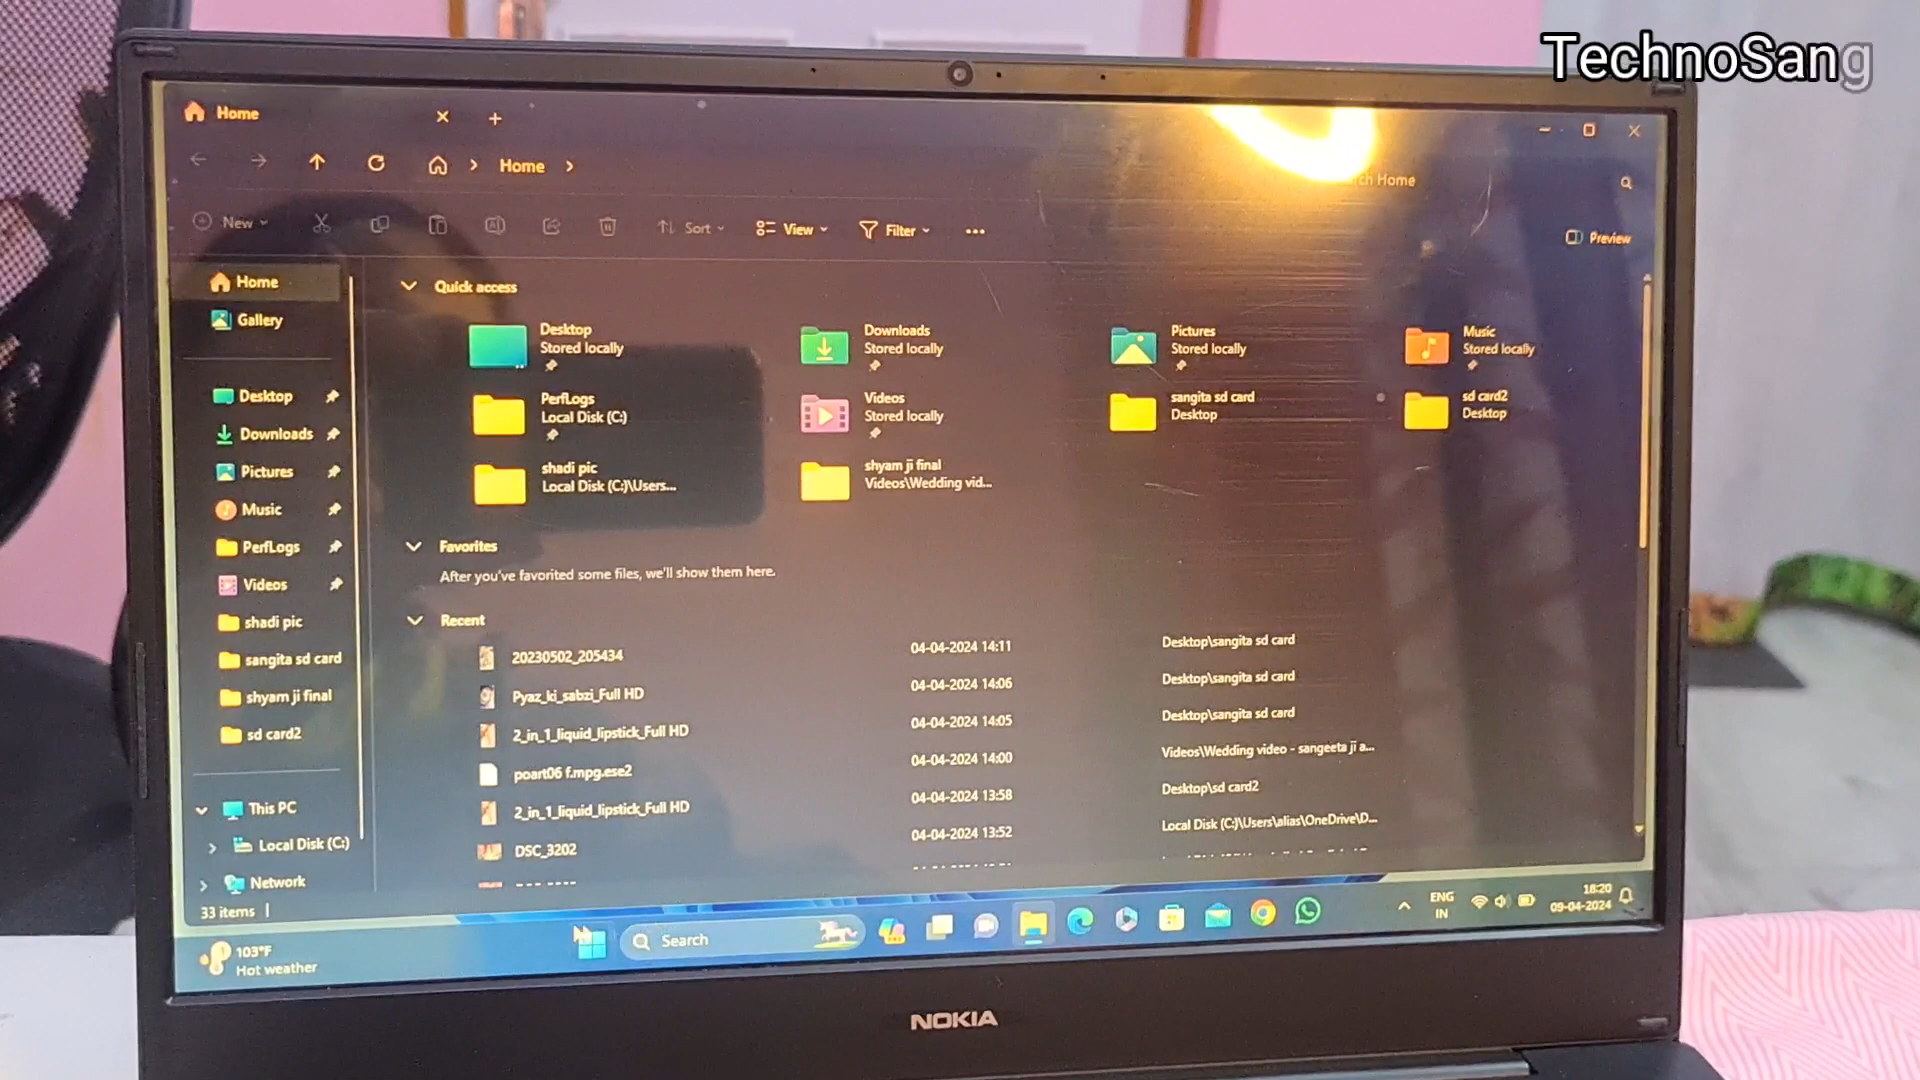 TechnoSang
Home
Home
rch Home
New
Sort
View
Filter
Preview
Home
Gallery
Desktop
Downloads
Pictures
Music
PerfLogs
Videos
shadi pic
sangita sd card
shyam ji final
sd card2
This PC
Local Disk (C:)
Network
33 items
Quick access
Desktop
Stored locally
Downloads
Stored locally
Pictures
Stored locally
Music
Stored locally
PerfLogs
Local Disk (C:)
Videos
Stored locally
sangita sd card
Desktop
sd card2
Desktop
shadi pic
Local Disk (C:)\Users...
shyam ji final
Videos\Wedding vid...
Favorites
After you've favorited some files, we'll show them here.
Recent
20230502_205434 04-04-2024 14:11 Desktop\sangita sd card
Pyaz_ki_sabzi_Full HD 04-04-2024 14:06 Desktop\sangita sd card
2_in_1_liquid_lipstick_Full HD 04-04-2024 14:05 Desktop\sangita sd card
poart06 f.mpg.ese2 04-04-2024 14:00 Videos\Wedding video - sangeeta ji a...
2_in_1_liquid_lipstick_Full HD 04-04-2024 13:58 Desktop\sd card2
DSC_3202 04-04-2024 13:52 Local Disk (C:)\Users\alias\OneDrive\D...
103°F
Hot weather
Search
ENG
IN
18:20
09-04-2024
NOKIA